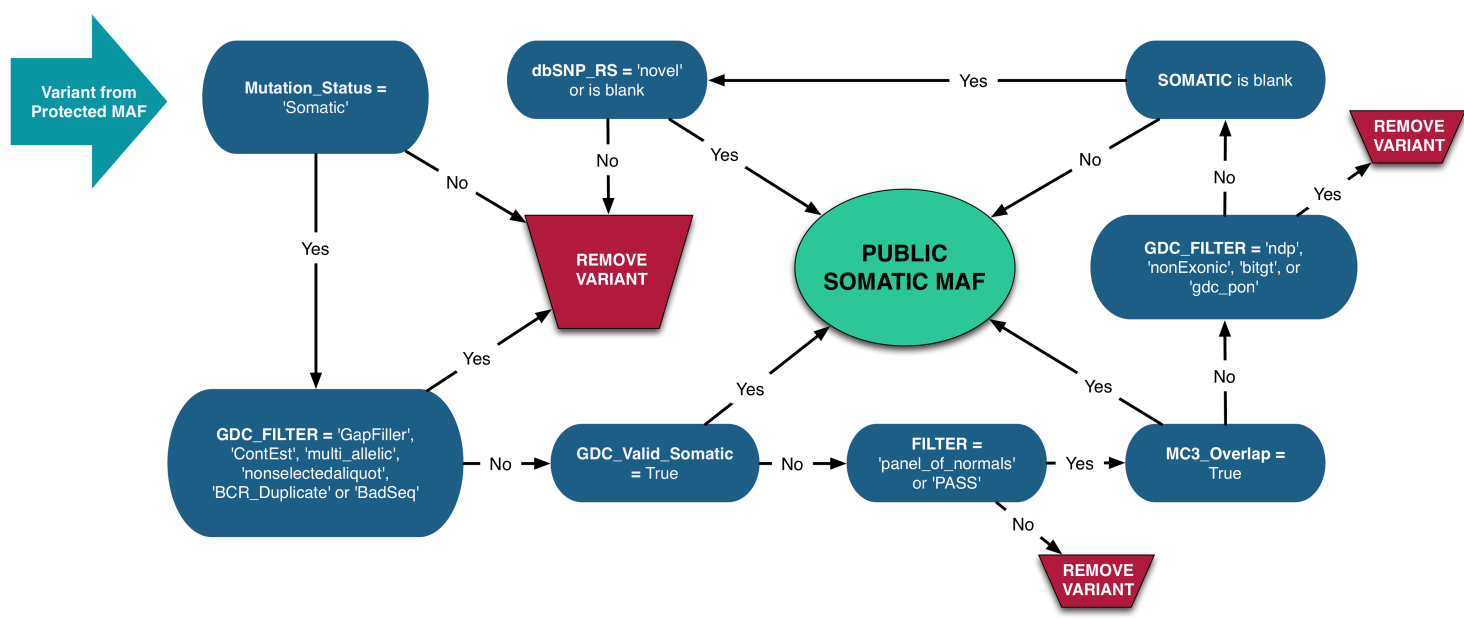 Variant from
Protected MAF
Mutation_Status =
'Somatic'
No
Yes
GDC_FILTER = 'GapFiller',
'ContEst', 'multi_allelic',
'nonselectedaliquot',
'BCR_Duplicate' or 'BadSeq'
Yes
REMOVE
VARIANT
No
GDC_Valid_Somatic
= True
Yes
No
FILTER =
'panel_of_normals'
or 'PASS'
No
REMOVE
VARIANT
Yes
MC3_Overlap =
True
Yes
No
GDC_FILTER = 'ndp',
'nonExonic', 'bitgt', or
'gdc_pon'
Yes
REMOVE
VARIANT
No
SOMATIC is blank
No
Yes
dbSNP_RS = 'novel'
or is blank
No
Yes
PUBLIC
SOMATIC MAF